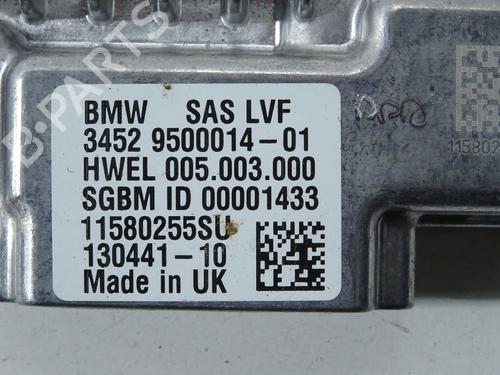 B-PARTS
BMW SAS LVF
3452 9500014-01
HWEL 005.003.000
SGBM ID 00001433
11580255SU
130441-10
Made in UK
115802